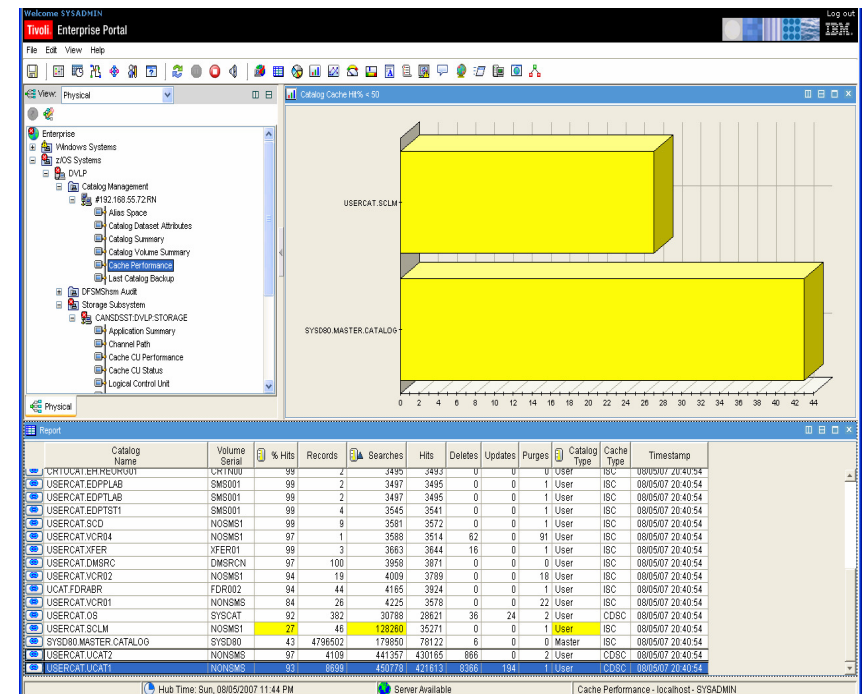 Welcome SYSADMIN Log out
Tivoli. Enterprise Portal IBM.
File Edit View Help
View: Physical
Catalog Cache Hit% < 50
Enterprise
Windows Systems
z/OS Systems
DVLP
Catalog Management
#192.168.55.72:RN
Alias Space
Catalog Dataset Attributes
Catalog Summary
Catalog Volume Summary
Cache Performance
Last Catalog Backup
DFSMShsm Audit
Storage Subsystem
CANSDSST:DVLP:STORAGE
Application Summary
Channel Path
Cache CU Performance
Cache CU Status
Logical Control Unit
Physical
USERCAT.SCLM
SYSD80.MASTER.CATALOG
0 2 4 6 8 10 12 14 16 18 20 22 24 26 28 30 32 34 36 38 40 42 44
Report
Catalog Name Volume Serial % Hits Records Searches Hits Deletes Updates Purges Catalog Type Cache Type Timestamp
CRTUCAT.EH.REORG01 CRTN00 99 2 3495 3493 0 0 0 User ISC 08/05/07 20:40:54
USERCAT.EDPPLAB SMS001 99 2 3497 3495 0 0 1 User ISC 08/05/07 20:40:54
USERCAT.EDPTLAB SMS001 99 2 3497 3495 0 0 1 User ISC 08/05/07 20:40:54
USERCAT.EDPTST1 SMS001 99 4 3545 3541 0 0 1 User ISC 08/05/07 20:40:54
USERCAT.SCD NOSMS1 99 9 3581 3572 0 0 1 User ISC 08/05/07 20:40:54
USERCAT.VCR04 NOSMS1 97 1 3588 3514 62 0 91 User ISC 08/05/07 20:40:54
USERCAT.XFER XFER01 99 3 3663 3644 16 0 1 User ISC 08/05/07 20:40:54
USERCAT.DMSRC DMSRCN 97 100 3958 3871 0 0 0 User ISC 08/05/07 20:40:54
USERCAT.VCR02 NOSMS1 94 19 4009 3789 0 0 18 User ISC 08/05/07 20:40:54
UCAT.FDRABR FDR002 94 44 4165 3924 0 0 1 User ISC 08/05/07 20:40:54
USERCAT.VCR01 NONSMS 84 26 4225 3578 0 0 22 User ISC 08/05/07 20:40:54
USERCAT.OS SYSCAT 92 382 30788 28621 36 24 2 User CDSC 08/05/07 20:40:54
USERCAT.SCLM NOSMS1 27 46 128260 35271 0 0 1 User ISC 08/05/07 20:40:54
SYSD80.MASTER.CATALOG SYSD80 43 4796502 179850 78122 6 0 0 Master ISC 08/05/07 20:40:54
USERCAT.UCAT2 NONSMS 97 4109 441357 430165 866 0 2 User CDSC 08/05/07 20:40:54
USERCAT.UCAT1 NONSMS 93 8699 450778 421613 8366 194 1 User CDSC 08/05/07 20:40:54
Hub Time: Sun, 08/05/2007 11:44 PM Server Available Cache Performance - localhost - SYSADMIN